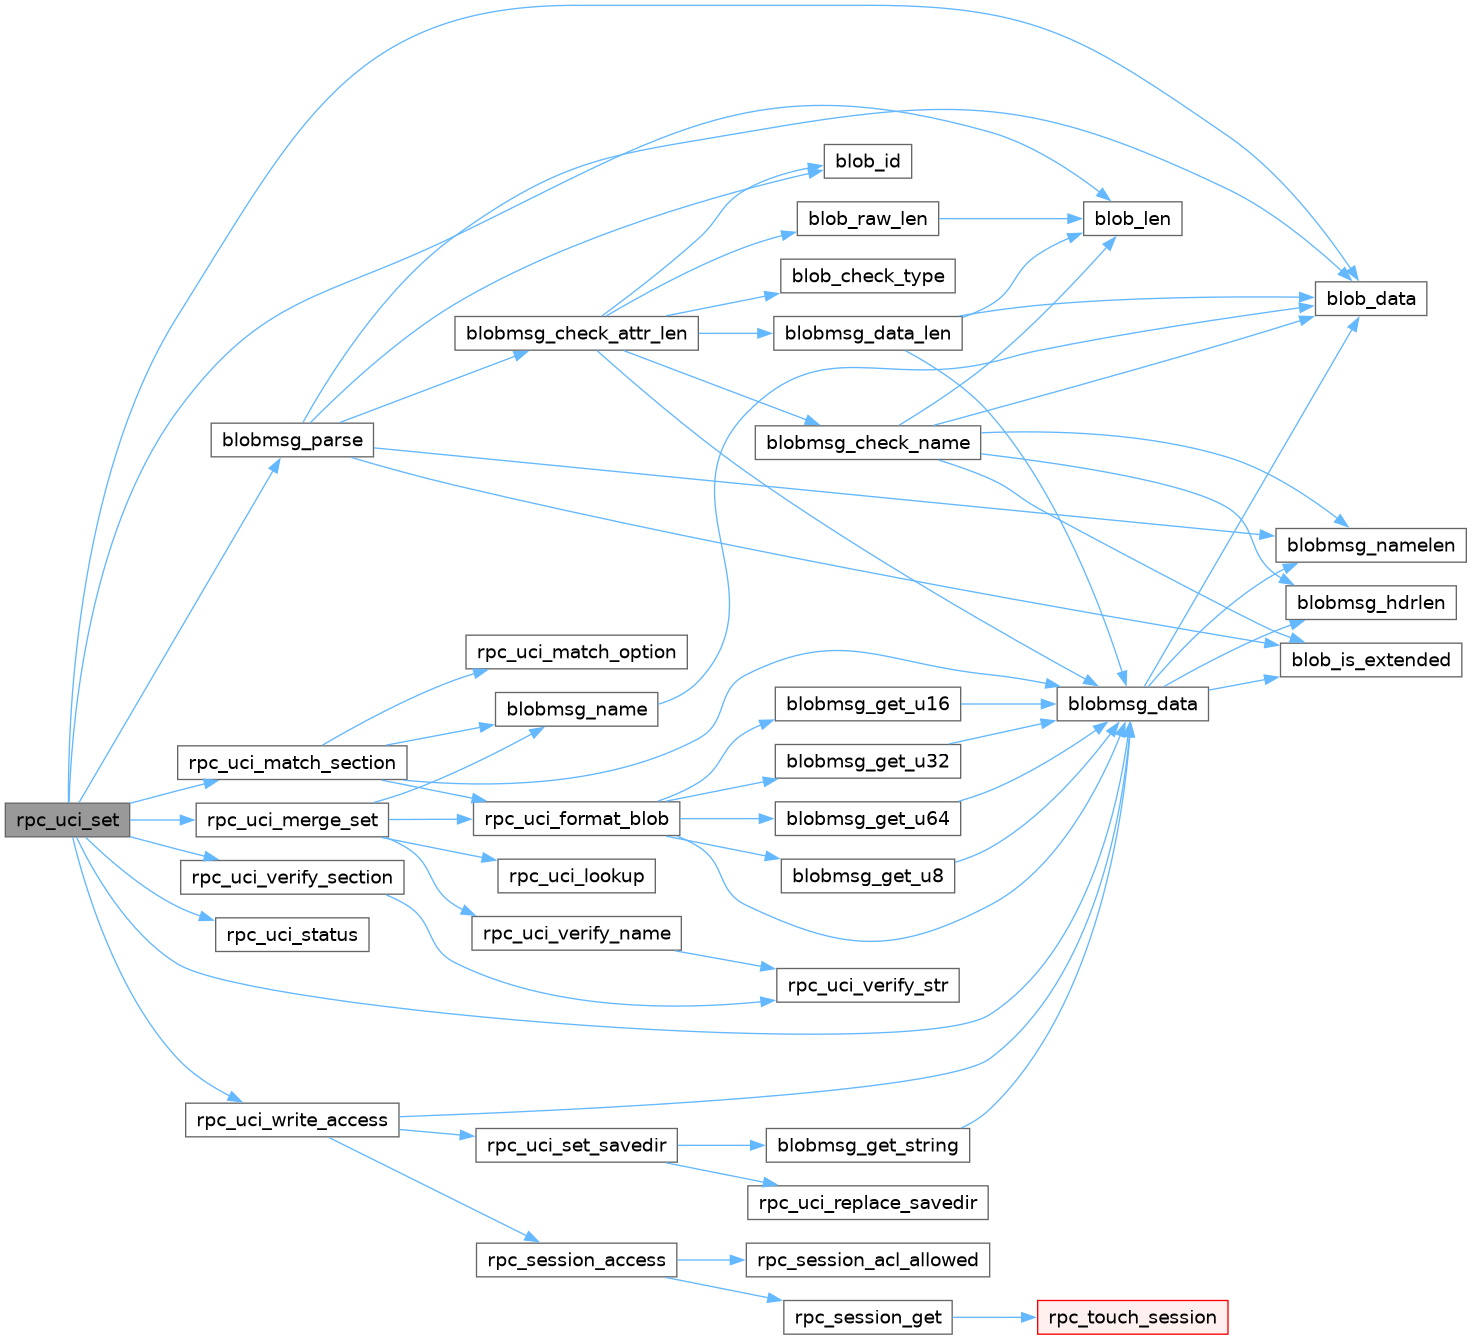 blob_id
blob_raw_len
blob_len
blob_check_type
blob_data
blobmsg_check_attr_len
blobmsg_data_len
blobmsg_parse
blobmsg_check_name
blobmsg_namelen
blobmsg_hdrlen
rpc_uci_match_option
blob_is_extended
blobmsg_name
blobmsg_get_u16
blobmsg_data
rpc_uci_match_section
blobmsg_get_u32
rpc_uci_set
rpc_uci_merge_set
rpc_uci_format_blob
blobmsg_get_u64
rpc_uci_verify_section
rpc_uci_lookup
blobmsg_get_u8
rpc_uci_status
rpc_uci_verify_name
rpc_uci_verify_str
rpc_uci_write_access
rpc_uci_set_savedir
blobmsg_get_string
rpc_uci_replace_savedir
rpc_session_access
rpc_session_acl_allowed
rpc_session_get
rpc_touch_session